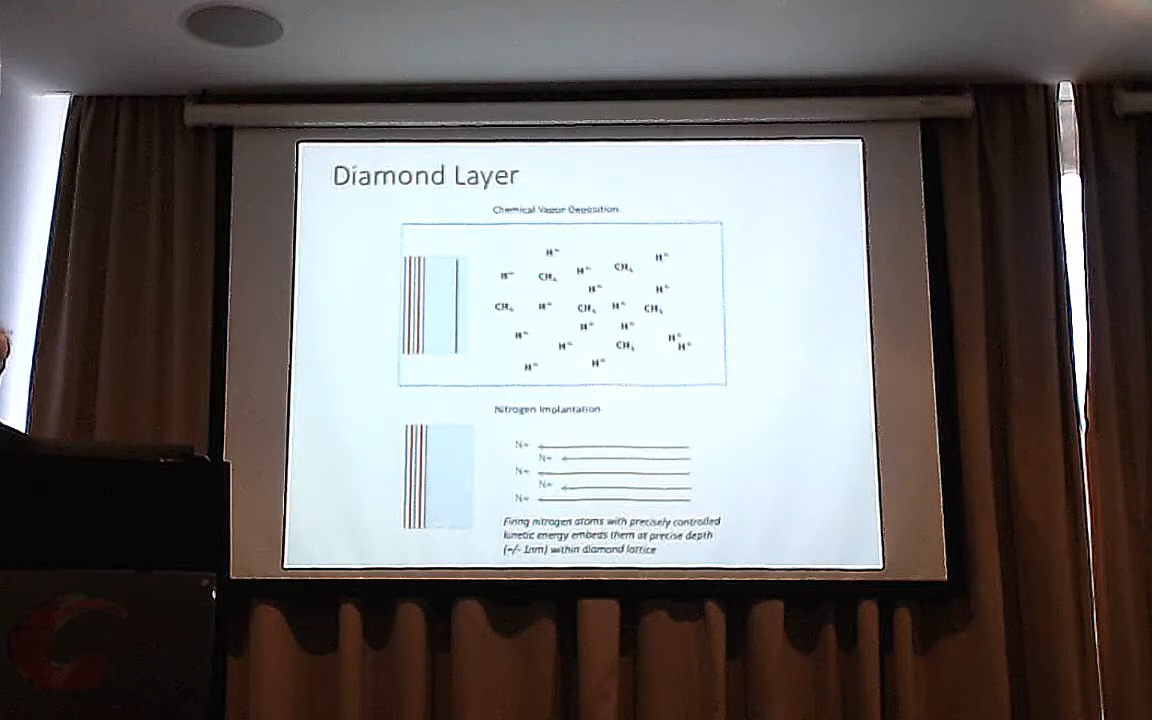 Diamond Layer
Chemical Vapor Deposition
H⁻
H⁻
CH₄
H⁻
H⁻
CH₄
H⁻
H⁻
CH₄
H⁻
CH₄
H⁻
CH₄
H⁻
H⁻
H⁻
H⁻
H⁻
CH₄
H⁻
H⁻
H⁻
Nitrogen Implantation
N+
N+
N+
N+
N+
Firing nitrogen atoms with precisely controlled
kinetic energy embeds them at precise depth
(+/- 1nm) within diamond lattice